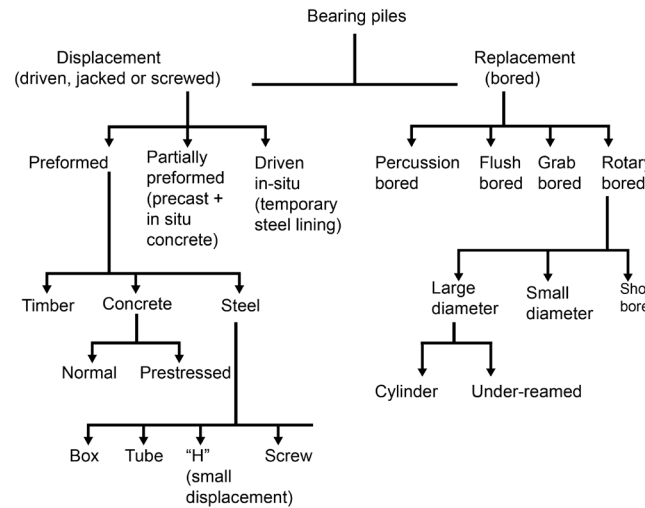 Bearing piles
Displacement
(driven, jacked or screwed)
Replacement
(bored)
Preformed
Partially
preformed
(precast +
in situ
concrete)
Driven
in-situ
(temporary
steel lining)
Percussion
bored
Flush
bored
Grab
bored
Rotary
bored
Timber
Concrete
Steel
Large
diameter
Small
diameter
Normal
Prestressed
Cylinder
Under-reamed
Box
Tube
“H”
(small
displacement)
Screw